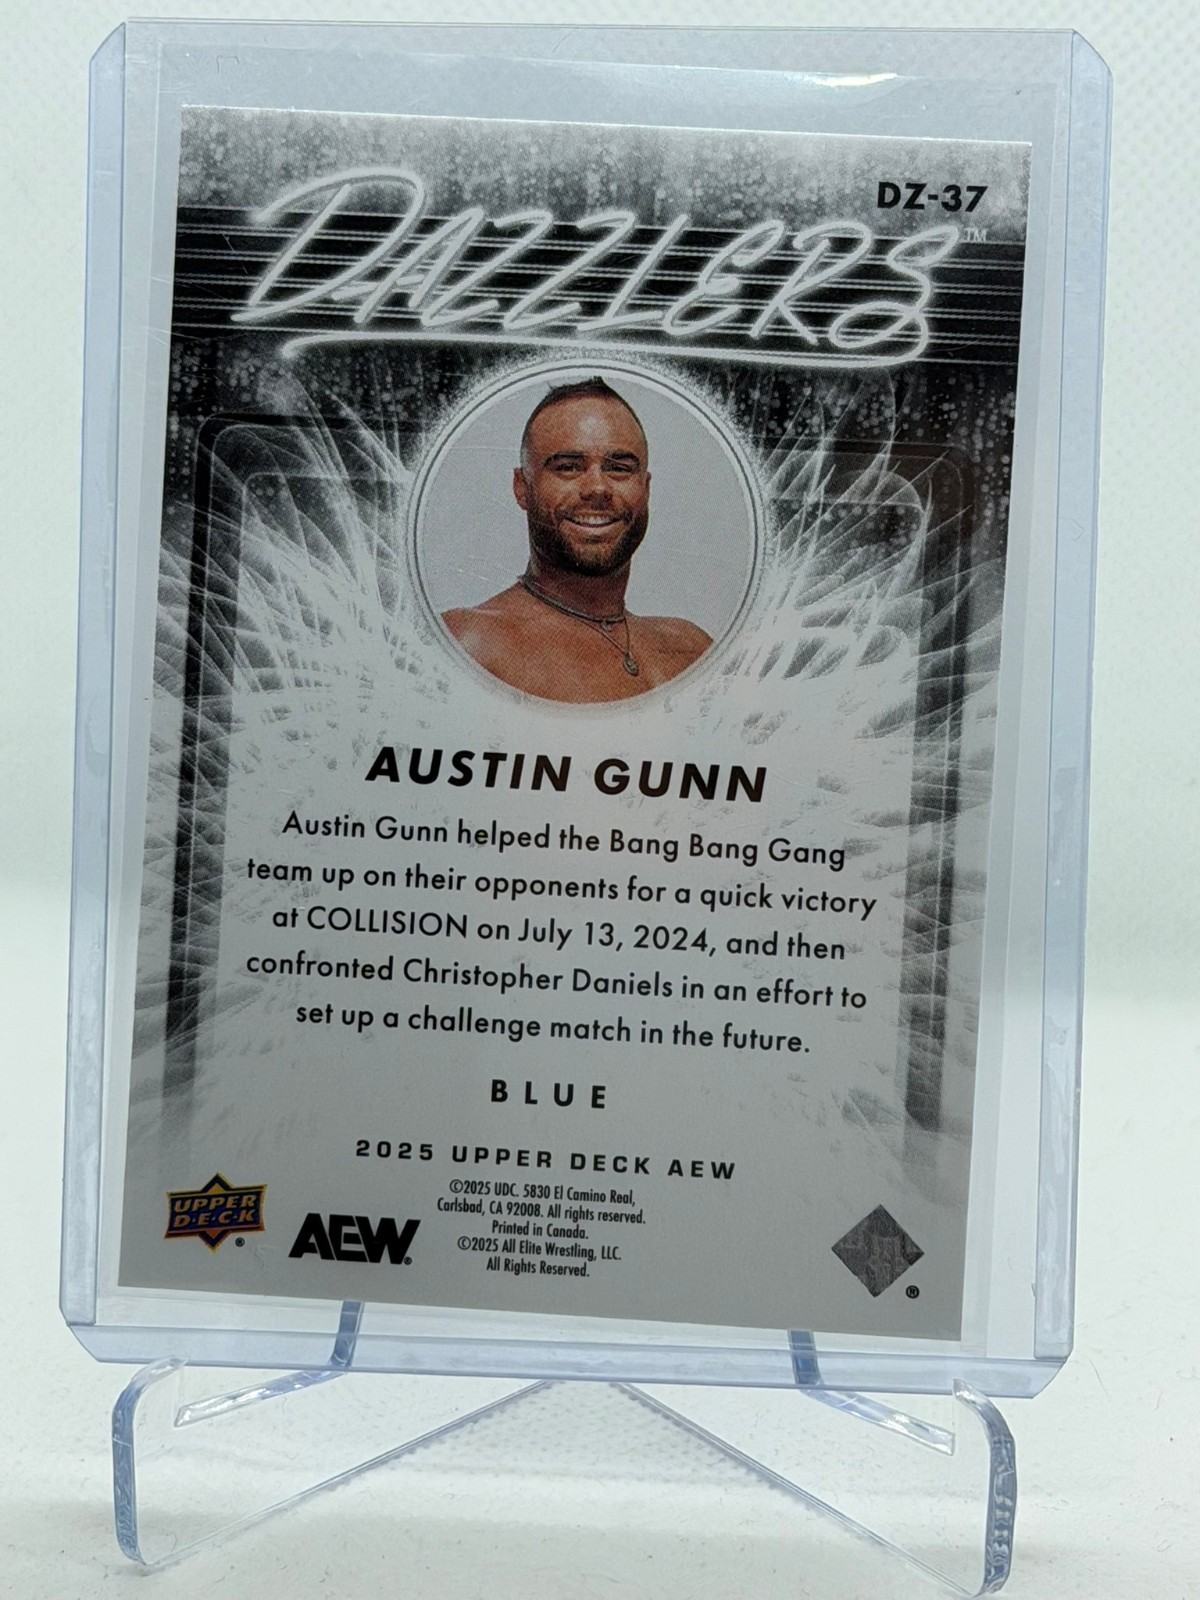 DZ-37
DAZZLERS™
AUSTIN GUNN
Austin Gunn helped the Bang Bang Gang
team up on their opponents for a quick victory
at COLLISION on July 13, 2024, and then
confronted Christopher Daniels in an effort to
set up a challenge match in the future.
BLUE
2025 UPPER DECK AEW
UPPER
D·E·C·K
®
AEW®
©2025 UDC. 5830 El Camino Real,
Carlsbad, CA 92008. All rights reserved.
Printed in Canada.
©2025 All Elite Wrestling, LLC.
All Rights Reserved.
®